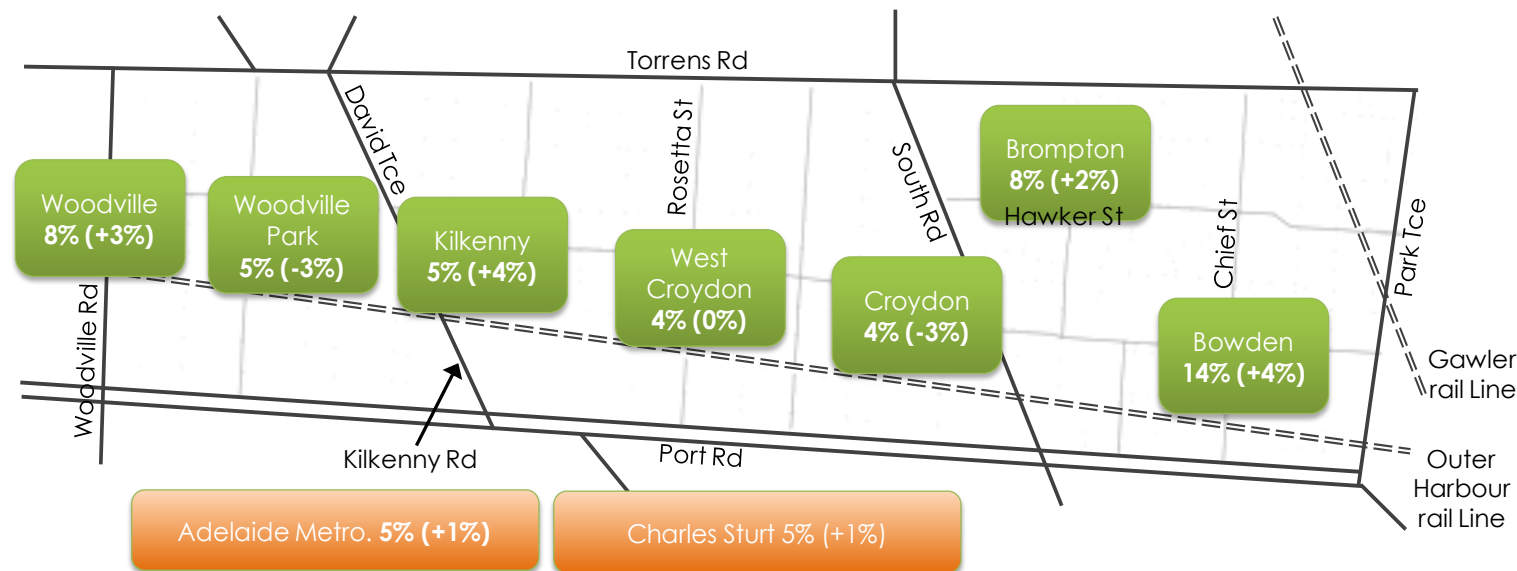 Torrens Rd
David Tce
Rosetta St
South Rd
Brompton
8% (+2%)
Hawker St
Chief St
Park Tce
Woodville
8% (+3%)
Woodville
Park
5% (-3%)
Kilkenny
5% (+4%)
West
Croydon
4% (0%)
Croydon
4% (-3%)
Bowden
14% (+4%)
Woodville Rd
Gawler
rail Line
Kilkenny Rd
Port Rd
Outer
Harbour
rail Line
Adelaide Metro. 5% (+1%)
Charles Sturt 5% (+1%)